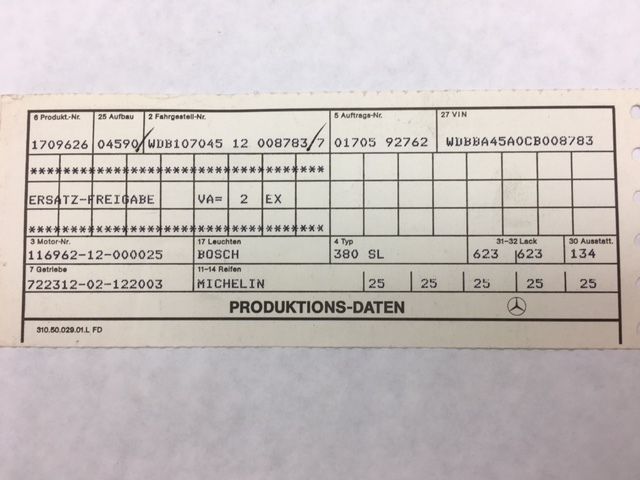 6 Produkt.-Nr. 25 Aufbau 2 Fahrgestell-Nr. 5 Auftrags-Nr. 27 VIN
1709626 04590/ WDB107045 12 008783/7 01705 92762 WDBBA45A0CB008783
***************************
ERSATZ-FREIGABE VA= 2 EX
***************************
3 Motor-Nr. 17 Leuchten 4 Typ 31-32 Lack 30 Ausstatt.
116962-12-000025 BOSCH 380 SL 623 623 134
7 Getriebe 11-14 Reifen
722312-02-122003 MICHELIN 25 25 25 25 25
PRODUKTIONS-DATEN
310.50.029.01.L FD